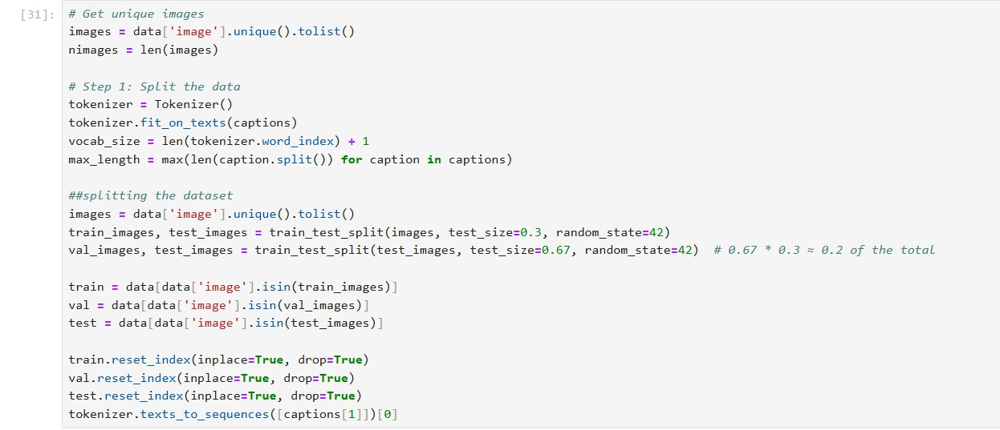 [31]:
# Get unique images
images = data['image'].unique().tolist()
nimages = len(images)
# Step 1: Split the data
tokenizer = Tokenizer()
tokenizer.fit_on_texts(captions)
vocab_size = len(tokenizer.word_index) + 1
max_length = max(len(caption.split()) for caption in captions)
##splitting the dataset
images = data['image'].unique().tolist()
train_images, test_images = train_test_split(images, test_size=0.3, random_state=42)
val_images, test_images = train_test_split(test_images, test_size=0.67, random_state=42)  # 0.67 * 0.3 ≈ 0.2 of the total
train = data[data['image'].isin(train_images)]
val = data[data['image'].isin(val_images)]
test = data[data['image'].isin(test_images)]
train.reset_index(inplace=True, drop=True)
val.reset_index(inplace=True, drop=True)
test.reset_index(inplace=True, drop=True)
tokenizer.texts_to_sequences([captions[1]])[0]